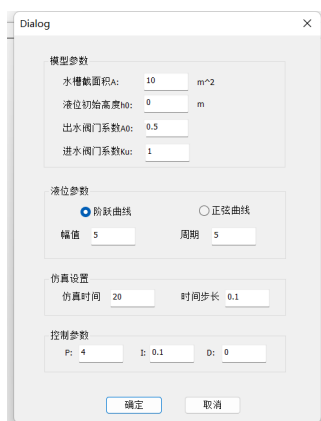 Dialog
模型参数
水槽截面积A: 10 m^2
液位初始高度h0: 0 m
出水阀门系数A0: 0.5
进水阀门系数Ku: 1
液位参数
阶跃曲线 正弦曲线
幅值 5 周期 5
仿真设置
仿真时间 20 时间步长 0.1
控制参数
P: 4 I: 0.1 D: 0
确定 取消